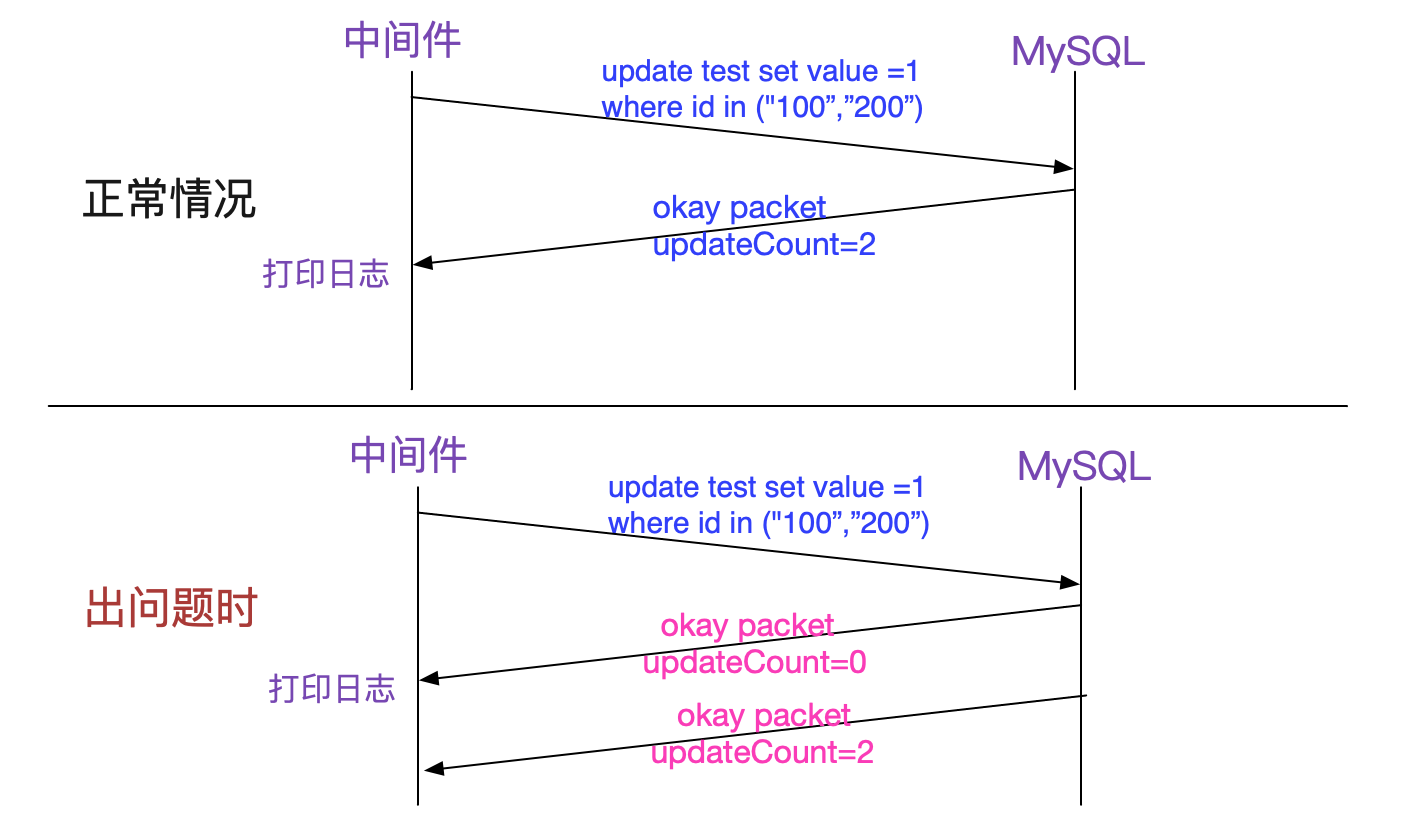 中间件
MySQL
update test set value =1
where id in ("100”,”200”)
正常情况
okay packet
updateCount=2
打印日志
中间件
MySQL
update test set value =1
where id in ("100”,”200”)
出问题时
okay packet
updateCount=0
打印日志
okay packet
updateCount=2